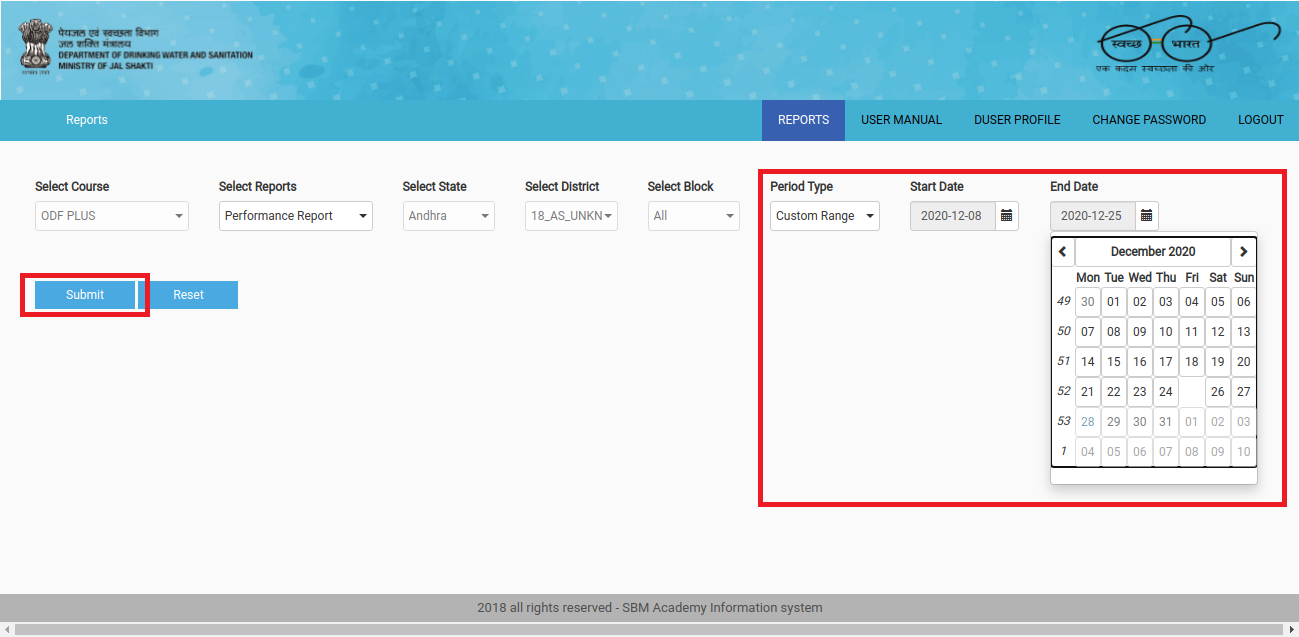 पेयजल एवं स्वच्छता विभाग
जल शक्ति मंत्रालय
DEPARTMENT OF DRINKING WATER AND SANITATION
MINISTRY OF JAL SHAKTI
स्वच्छ भारत
एक कदम स्वच्छता की ओर
Reports REPORTS USER MANUAL DUSER PROFILE CHANGE PASSWORD LOGOUT
Select Course Select Reports Select State Select District Select Block Period Type Start Date End Date
ODF PLUS Performance Report Andhra 18_AS_UNKN All Custom Range 2020-12-08 2020-12-25
December 2020
Mon Tue Wed Thu Fri Sat Sun
49 30 01 02 03 04 05 06
50 07 08 09 10 11 12 13
51 14 15 16 17 18 19 20
52 21 22 23 24 26 27
53 28 29 30 31 01 02 03
1 04 05 06 07 08 09 10
Submit Reset
2018 all rights reserved - SBM Academy Information system